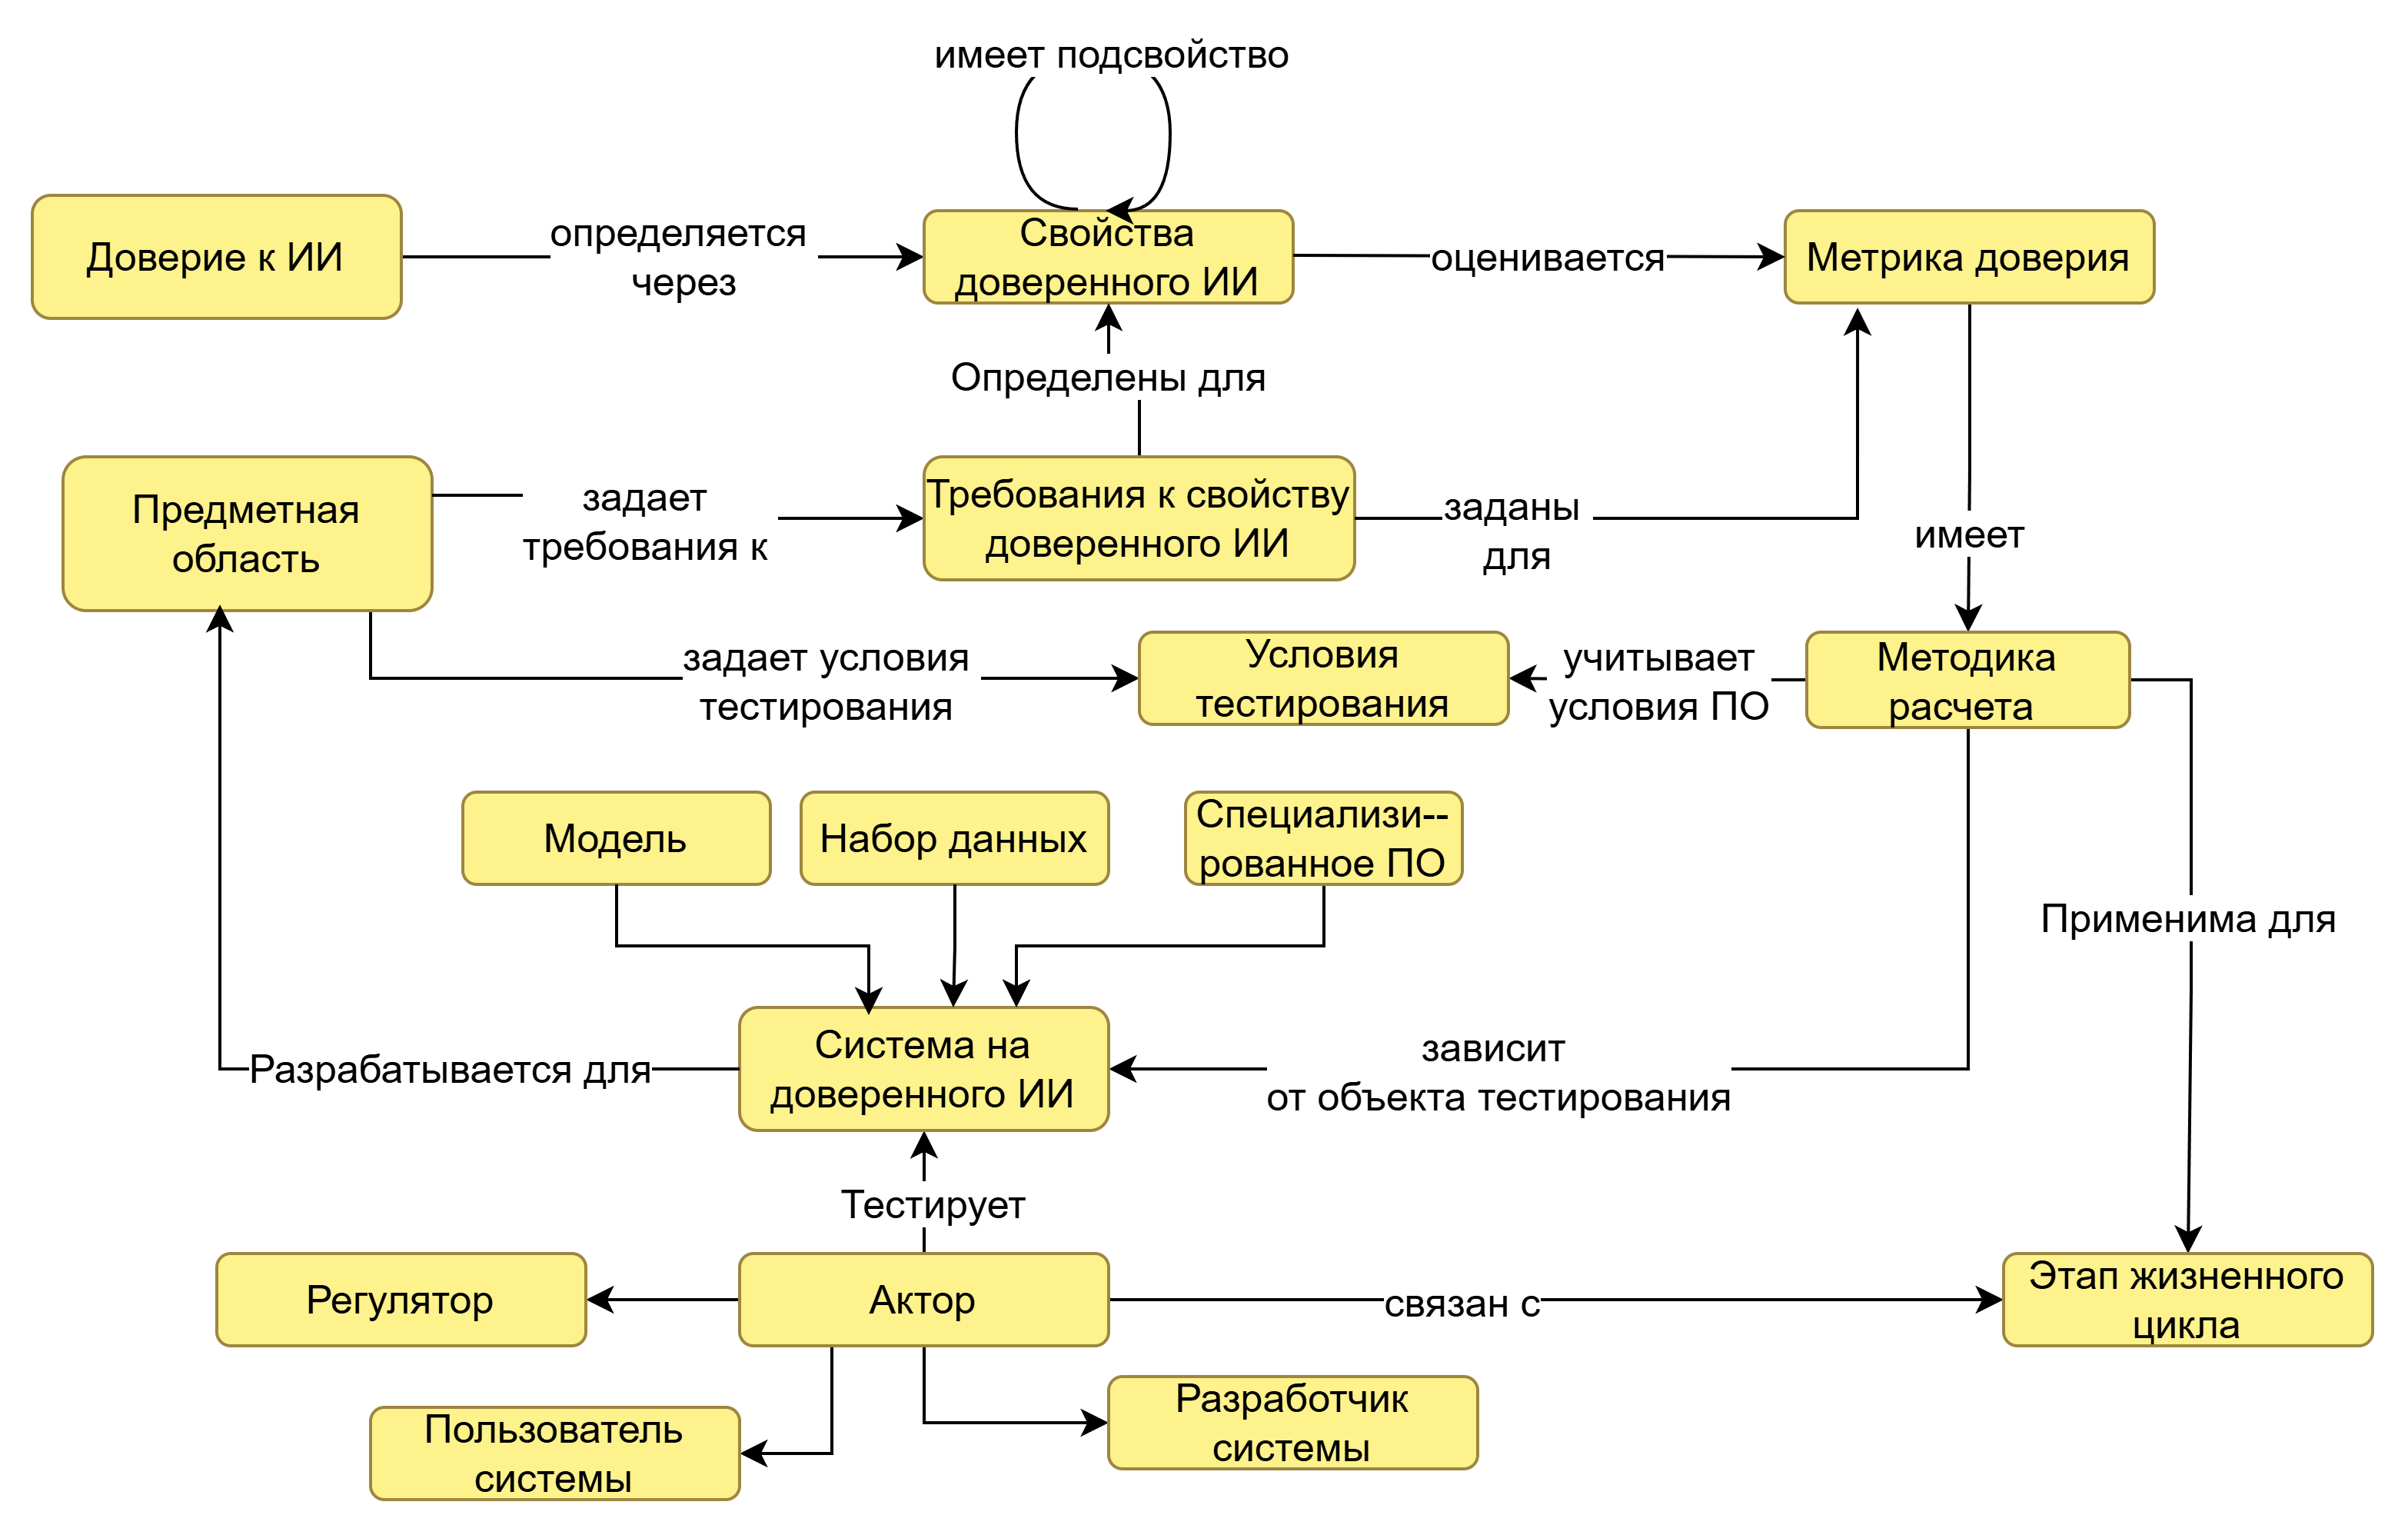 имеет подсвойство
Доверие к ИИ
определяется
через
Свойства
доверенного ИИ
оценивается
Метрика доверия
Определены для
Предметная
область
задает
требования к
Требования к свойству
доверенного ИИ
заданы
для
имеет
задает условия
тестирования
Условия
тестирования
учитывает
условия ПО
Методика
расчета
Модель
Набор данных
Специализи--
рованное ПО
Применима для
Разрабатывается для
Система на
доверенного ИИ
зависит
от объекта тестирования
Тестирует
Регулятор
Актор
связан с
Этап жизненного
цикла
Пользователь
системы
Разработчик
системы